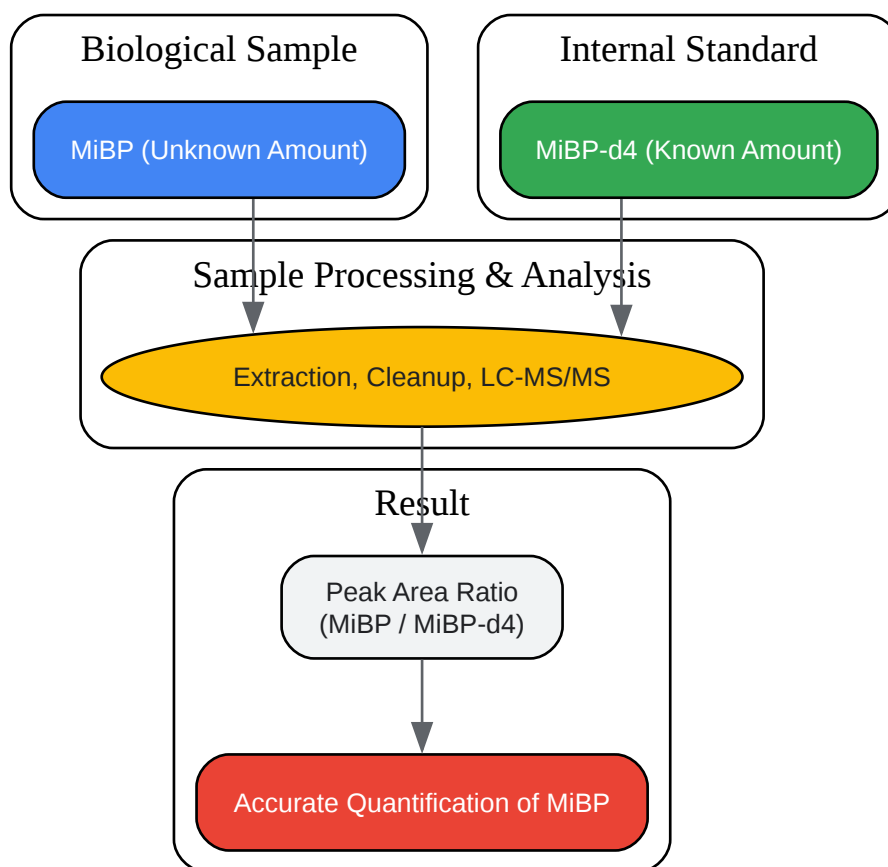 Biological Sample
MiBP (Unknown Amount)
Internal Standard
MiBP-d4 (Known Amount)
Sample Processing & Analysis
Extraction, Cleanup, LC-MS/MS
Result
Peak Area Ratio
(MiBP / MiBP-d4)
Accurate Quantification of MiBP